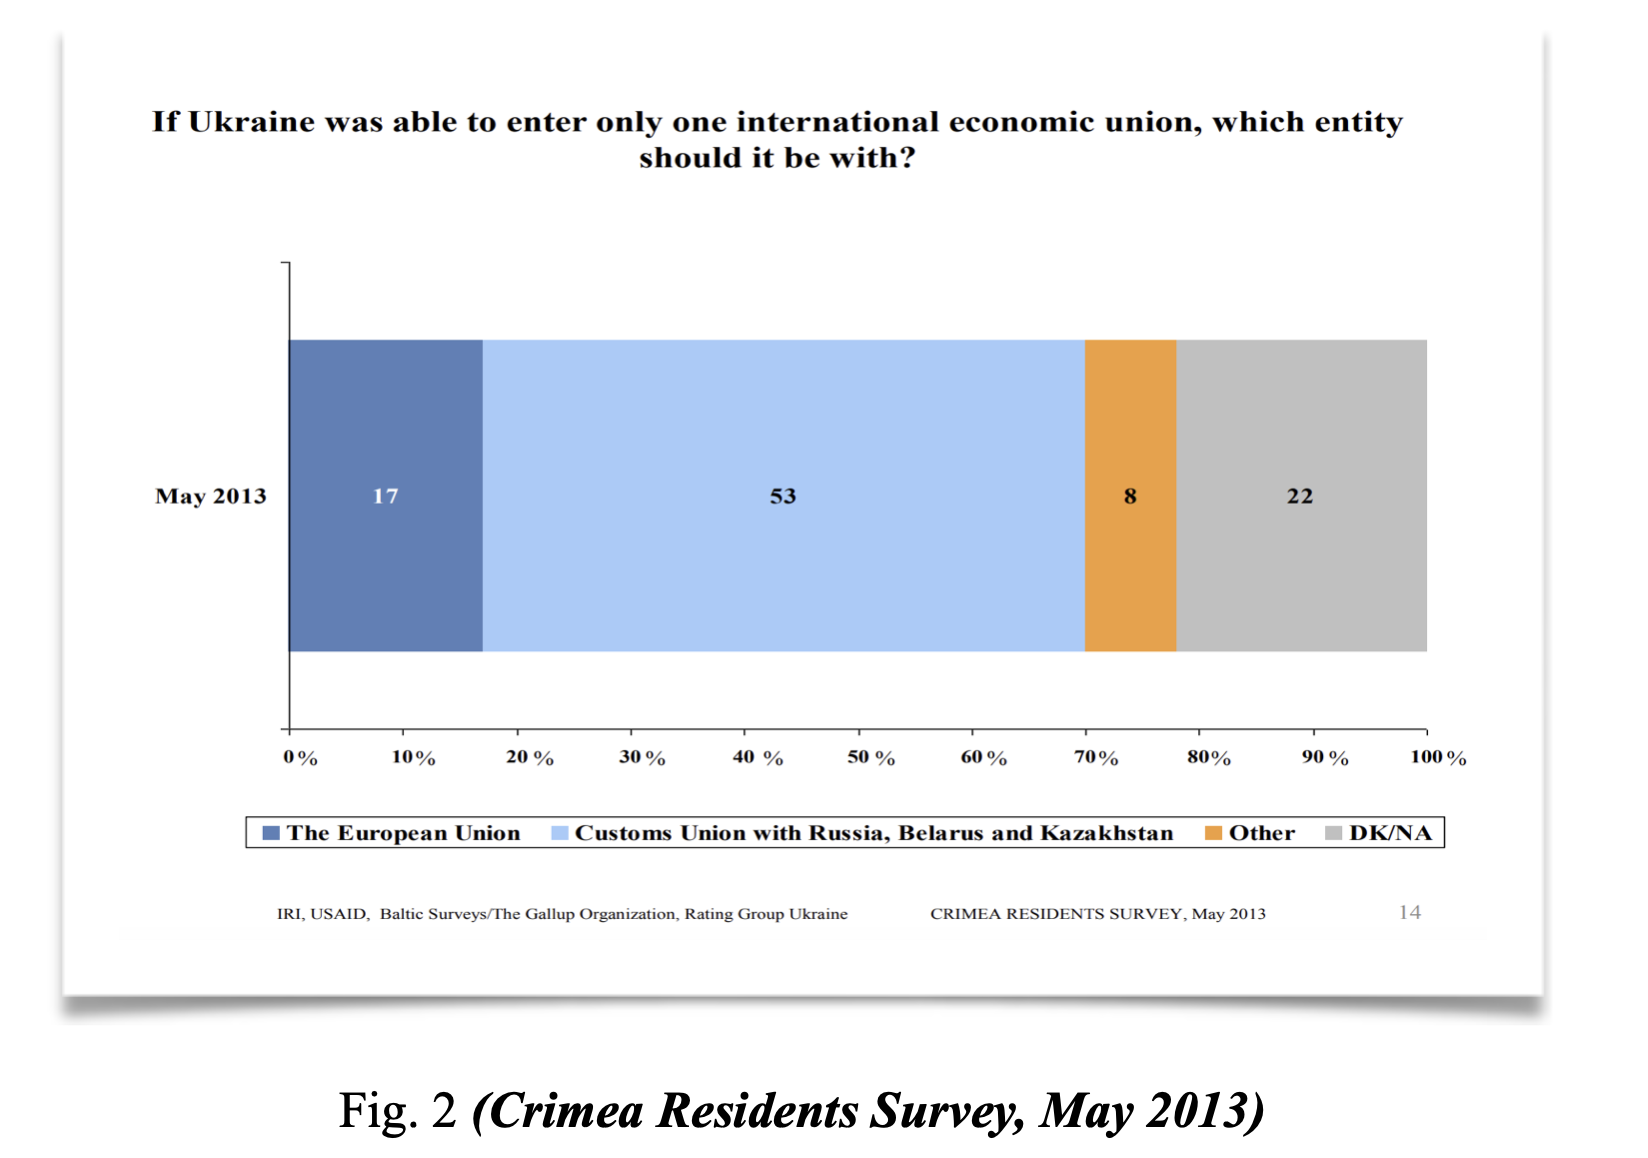 If Ukraine was able to enter only one international economic union, which entity
should it be with?
May 2013
17
53
8
22
0%
10%
20 %
30 %
40 %
50 %
60 %
70%
80%
90 %
100 %
The European Union
Customs Union with Russia, Belarus and Kazakhstan
Other
DK/NA
IRI, USAID, Baltic Surveys/The Gallup Organization, Rating Group Ukraine
CRIMEA RESIDENTS SURVEY, May 2013
14
Fig. 2 (Crimea Residents Survey, May 2013)